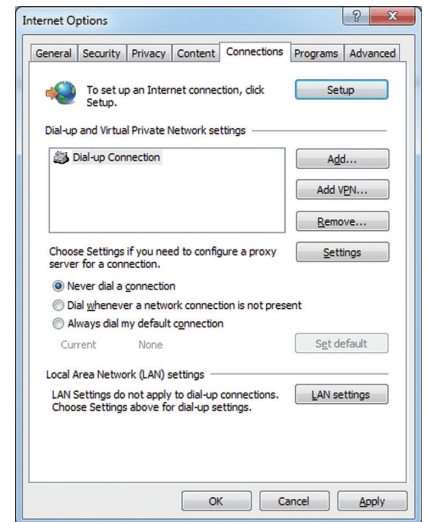 Internet Options
General Security Privacy Content Connections Programs Advanced
To set up an Internet connection, click
Setup.
Setup
Dial-up and Virtual Private Network settings
Dial-up Connection
Add...
Add VPN...
Remove...
Choose Settings if you need to configure a proxy
server for a connection.
Settings
Never dial a connection
Dial whenever a network connection is not present
Always dial my default connection
Current None
Set default
Local Area Network (LAN) settings
LAN Settings do not apply to dial-up connections.
Choose Settings above for dial-up settings.
LAN settings
OK Cancel Apply